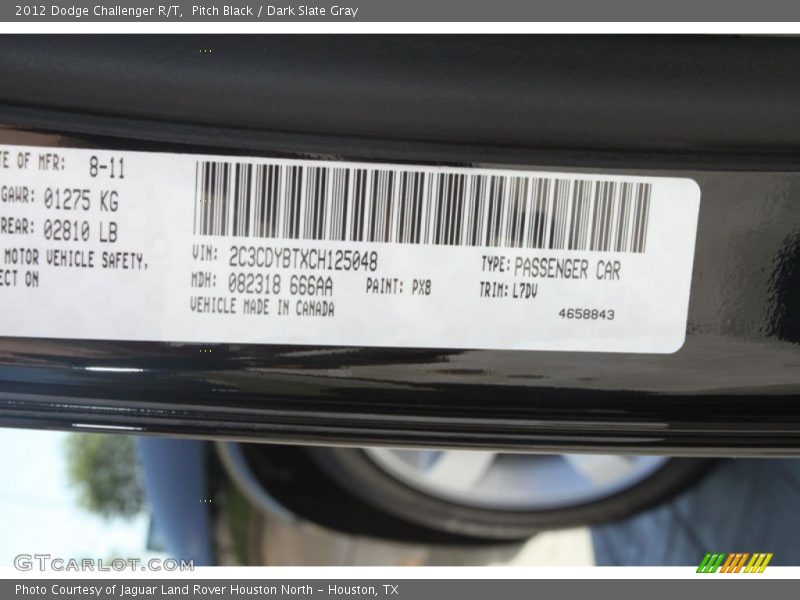 2012 Dodge Challenger R/T, Pitch Black / Dark Slate Gray
TE OF MFR: 8-11
GAWR: 01275 KG
REAR: 02810 LB
MOTOR VEHICLE SAFETY,
ECT ON
VIN: 2C3CDYBTXCH125048
MDH: 082318 666AA
PAINT: PX8
VEHICLE MADE IN CANADA
TYPE: PASSENGER CAR
TRIM: L7DV
4658843
GTCARLOT.COM
Photo Courtesy of Jaguar Land Rover Houston North - Houston, TX